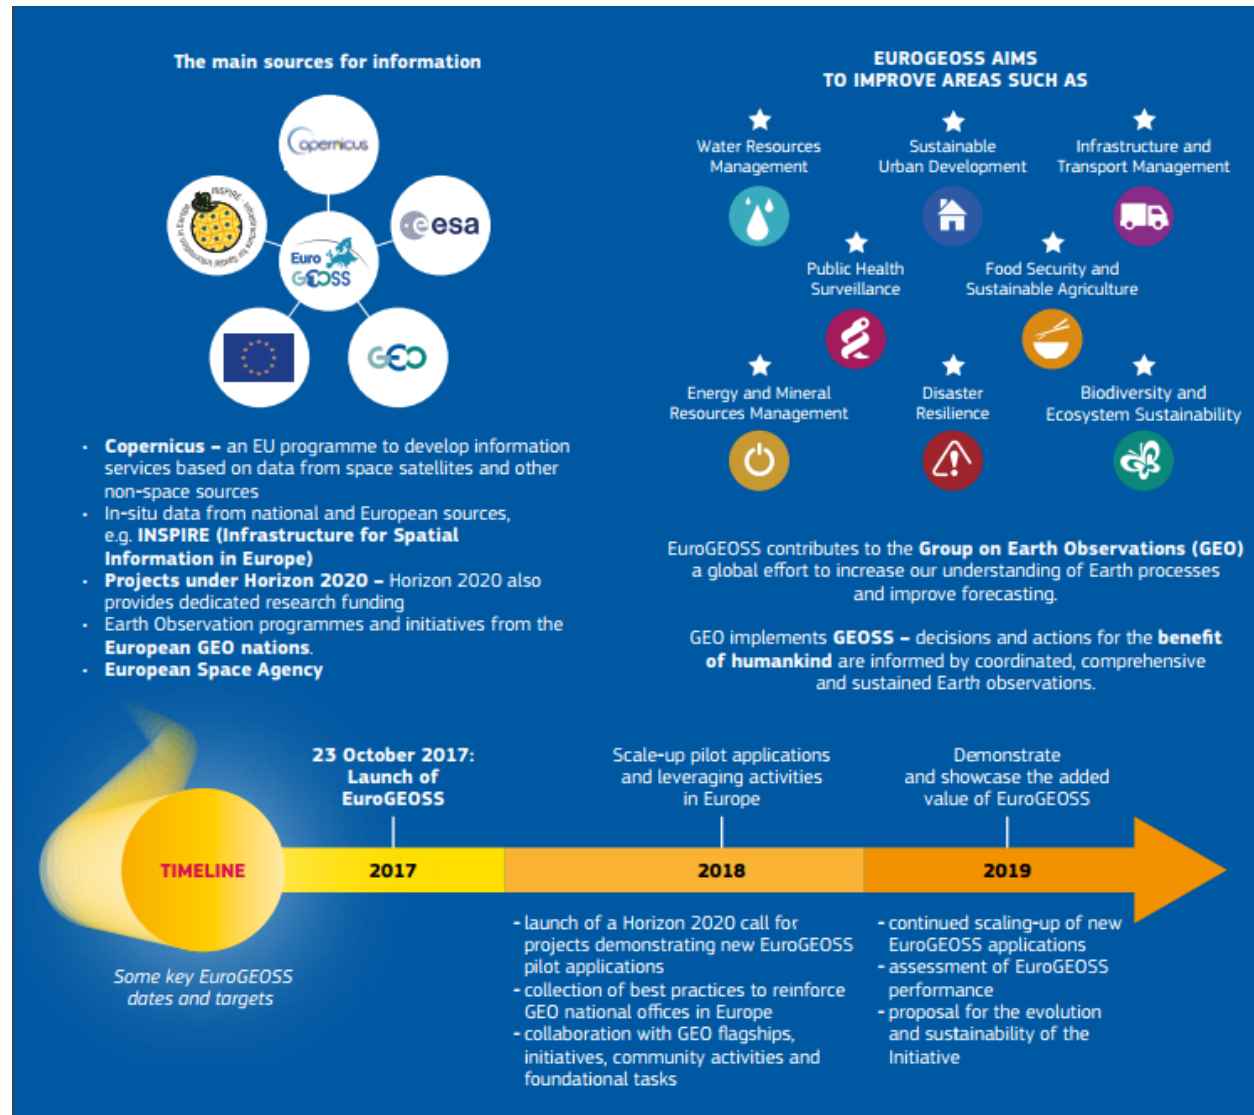 The main sources for information
Copernicus
INSPIRE - Infrastructure for Spatial Information in Europe
esa
Euro
GEOSS
GEO
• Copernicus – an EU programme to develop information
services based on data from space satellites and other
non-space sources
• In-situ data from national and European sources,
e.g. INSPIRE (Infrastructure for Spatial
Information in Europe)
• Projects under Horizon 2020 – Horizon 2020 also
provides dedicated research funding
• Earth Observation programmes and initiatives from the
European GEO nations.
• European Space Agency
EUROGEOSS AIMS
TO IMPROVE AREAS SUCH AS
Water Resources
Management
Sustainable
Urban Development
Infrastructure and
Transport Management
Public Health
Surveillance
Food Security and
Sustainable Agriculture
Energy and Mineral
Resources Management
Disaster
Resilience
Biodiversity and
Ecosystem Sustainability
EuroGEOSS contributes to the Group on Earth Observations (GEO)
a global effort to increase our understanding of Earth processes
and improve forecasting.
GEO implements GEOSS – decisions and actions for the benefit
of humankind are informed by coordinated, comprehensive
and sustained Earth observations.
TIMELINE
Some key EuroGEOSS
dates and targets
23 October 2017:
Launch of
EuroGEOSS
2017
Scale-up pilot applications
and leveraging activities
in Europe
2018
- launch of a Horizon 2020 call for
projects demonstrating new EuroGEOSS
pilot applications
- collection of best practices to reinforce
GEO national offices in Europe
- collaboration with GEO flagships,
initiatives, community activities and
foundational tasks
Demonstrate
and showcase the added
value of EuroGEOSS
2019
- continued scaling-up of new
EuroGEOSS applications
- assessment of EuroGEOSS
performance
- proposal for the evolution
and sustainability of the
Initiative